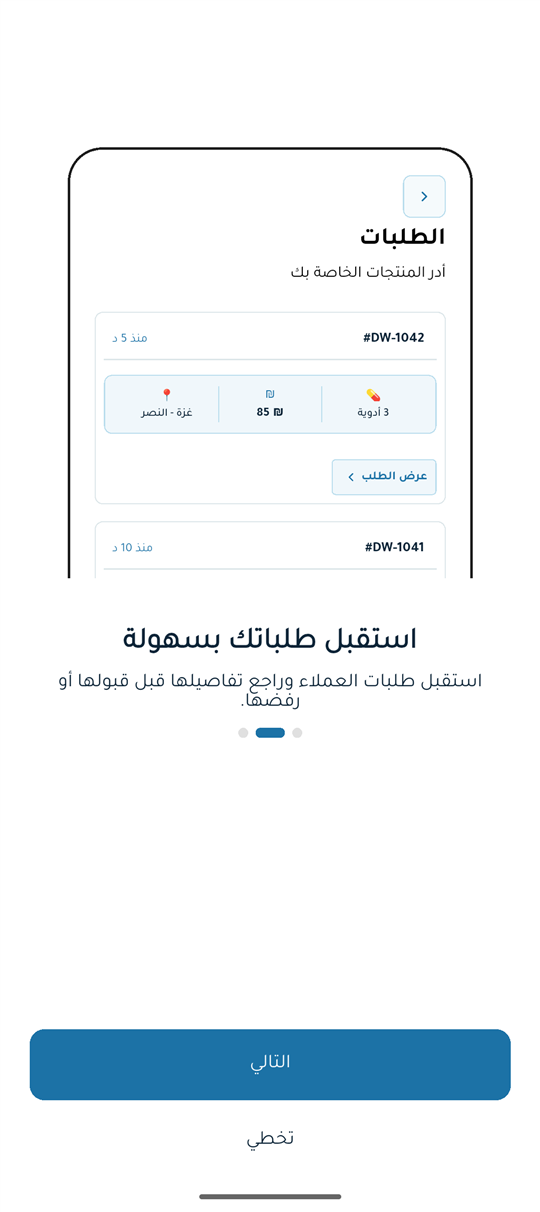 الطلبات
أدر المنتجات الخاصة بك
#DW-1042
منذ 5 د
💊 ₪ 📍
3 أدوية
₪ 85
غزة - النصر
عرض الطلب
#DW-1041
منذ 10 د
استقبل طلباتك بسهولة
استقبل طلبات العملاء وراجع تفاصيلها قبل قبولها أو
رفضها.
التالي
تخطي